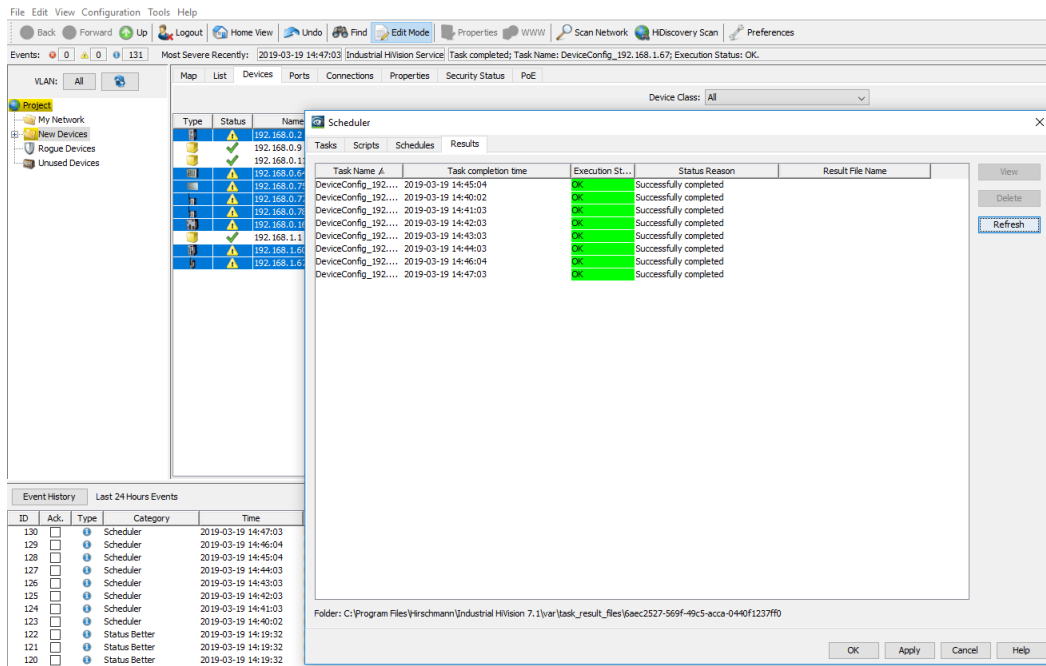 File Edit View Configuration Tools Help
Back Forward Up Logout Home View Undo Find Edit Mode Properties WWW Scan Network HiDiscovery Scan Preferences
Events: 0 0 131 Most Severe Recently: 2019-03-19 14:47:03 Industrial HiVision Service Task completed; Task Name: DeviceConfig_192.168.1.67; Execution Status: OK.
VLAN: All
Map List Devices Ports Connections Properties Security Status PoE
Device Class: All
Project
My Network
New Devices
Rogue Devices
Unused Devices
Type Status Name
192.168.0.2
192.168.0.9
192.168.0.11
192.168.0.64
192.168.0.75
192.168.0.77
192.168.0.78
192.168.0.16
192.168.1.1
192.168.1.60
192.168.1.67
Scheduler
Tasks Scripts Schedules Results
Task Name Task completion time Execution St... Status Reason Result File Name
DeviceConfig_192.... 2019-03-19 14:45:04 OK Successfully completed
DeviceConfig_192.... 2019-03-19 14:40:02 OK Successfully completed
DeviceConfig_192.... 2019-03-19 14:41:03 OK Successfully completed
DeviceConfig_192.... 2019-03-19 14:42:03 OK Successfully completed
DeviceConfig_192.... 2019-03-19 14:43:03 OK Successfully completed
DeviceConfig_192.... 2019-03-19 14:44:03 OK Successfully completed
DeviceConfig_192.... 2019-03-19 14:46:04 OK Successfully completed
DeviceConfig_192.... 2019-03-19 14:47:03 OK Successfully completed
View
Delete
Refresh
Folder: C:\Program Files\Hirschmann\Industrial HiVision 7.1\var\task_result_files\6aec2527-569f-49c5-acca-0440f1237ff0
OK Apply Cancel Help
Event History Last 24 Hours Events
ID Ack. Type Category Time
130 Scheduler 2019-03-19 14:47:03
129 Scheduler 2019-03-19 14:46:04
128 Scheduler 2019-03-19 14:45:04
127 Scheduler 2019-03-19 14:44:03
126 Scheduler 2019-03-19 14:43:03
125 Scheduler 2019-03-19 14:42:03
124 Scheduler 2019-03-19 14:41:03
123 Scheduler 2019-03-19 14:40:02
122 Status Better 2019-03-19 14:19:32
121 Status Better 2019-03-19 14:19:32
120 Status Better 2019-03-19 14:19:32